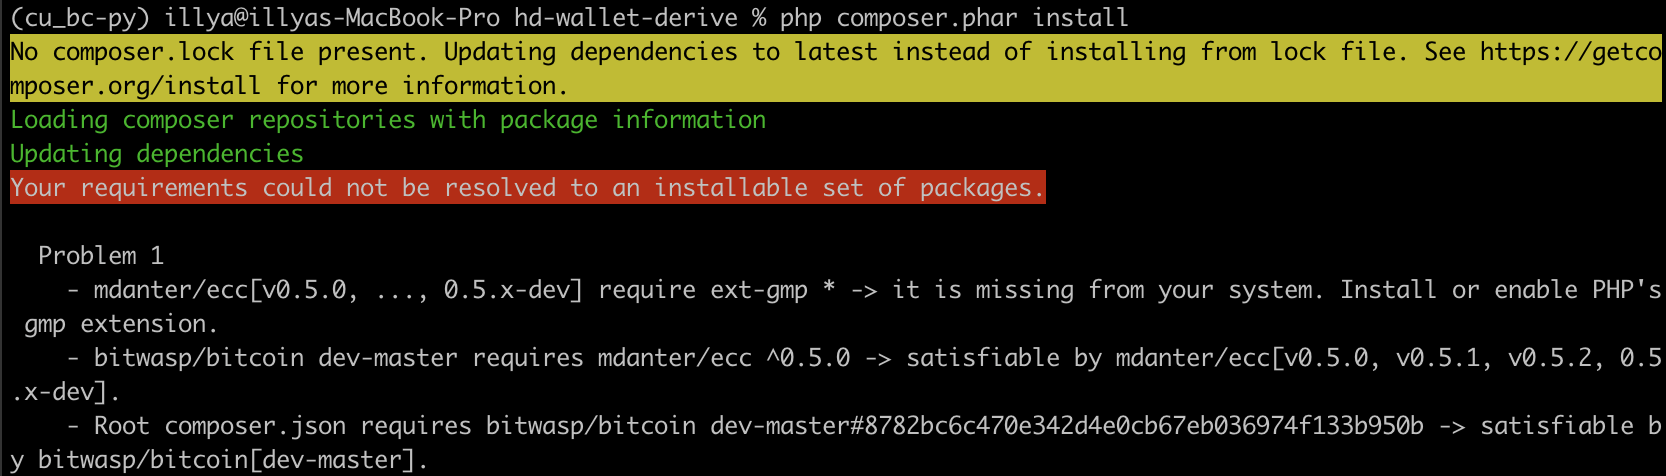 (cu_bc-py) illya@illyas-MacBook-Pro hd-wallet-derive % php composer.phar install
No composer.lock file present. Updating dependencies to latest instead of installing from lock file. See https://getco
mposer.org/install for more information.
Loading composer repositories with package information
Updating dependencies
Your requirements could not be resolved to an installable set of packages.
Problem 1
- mdanter/ecc[v0.5.0, ..., 0.5.x-dev] require ext-gmp * -> it is missing from your system. Install or enable PHP's
gmp extension.
- bitwasp/bitcoin dev-master requires mdanter/ecc ^0.5.0 -> satisfiable by mdanter/ecc[v0.5.0, v0.5.1, v0.5.2, 0.5
.x-dev].
- Root composer.json requires bitwasp/bitcoin dev-master#8782bc6c470e342d4e0cb67eb036974f133b950b -> satisfiable b
y bitwasp/bitcoin[dev-master].